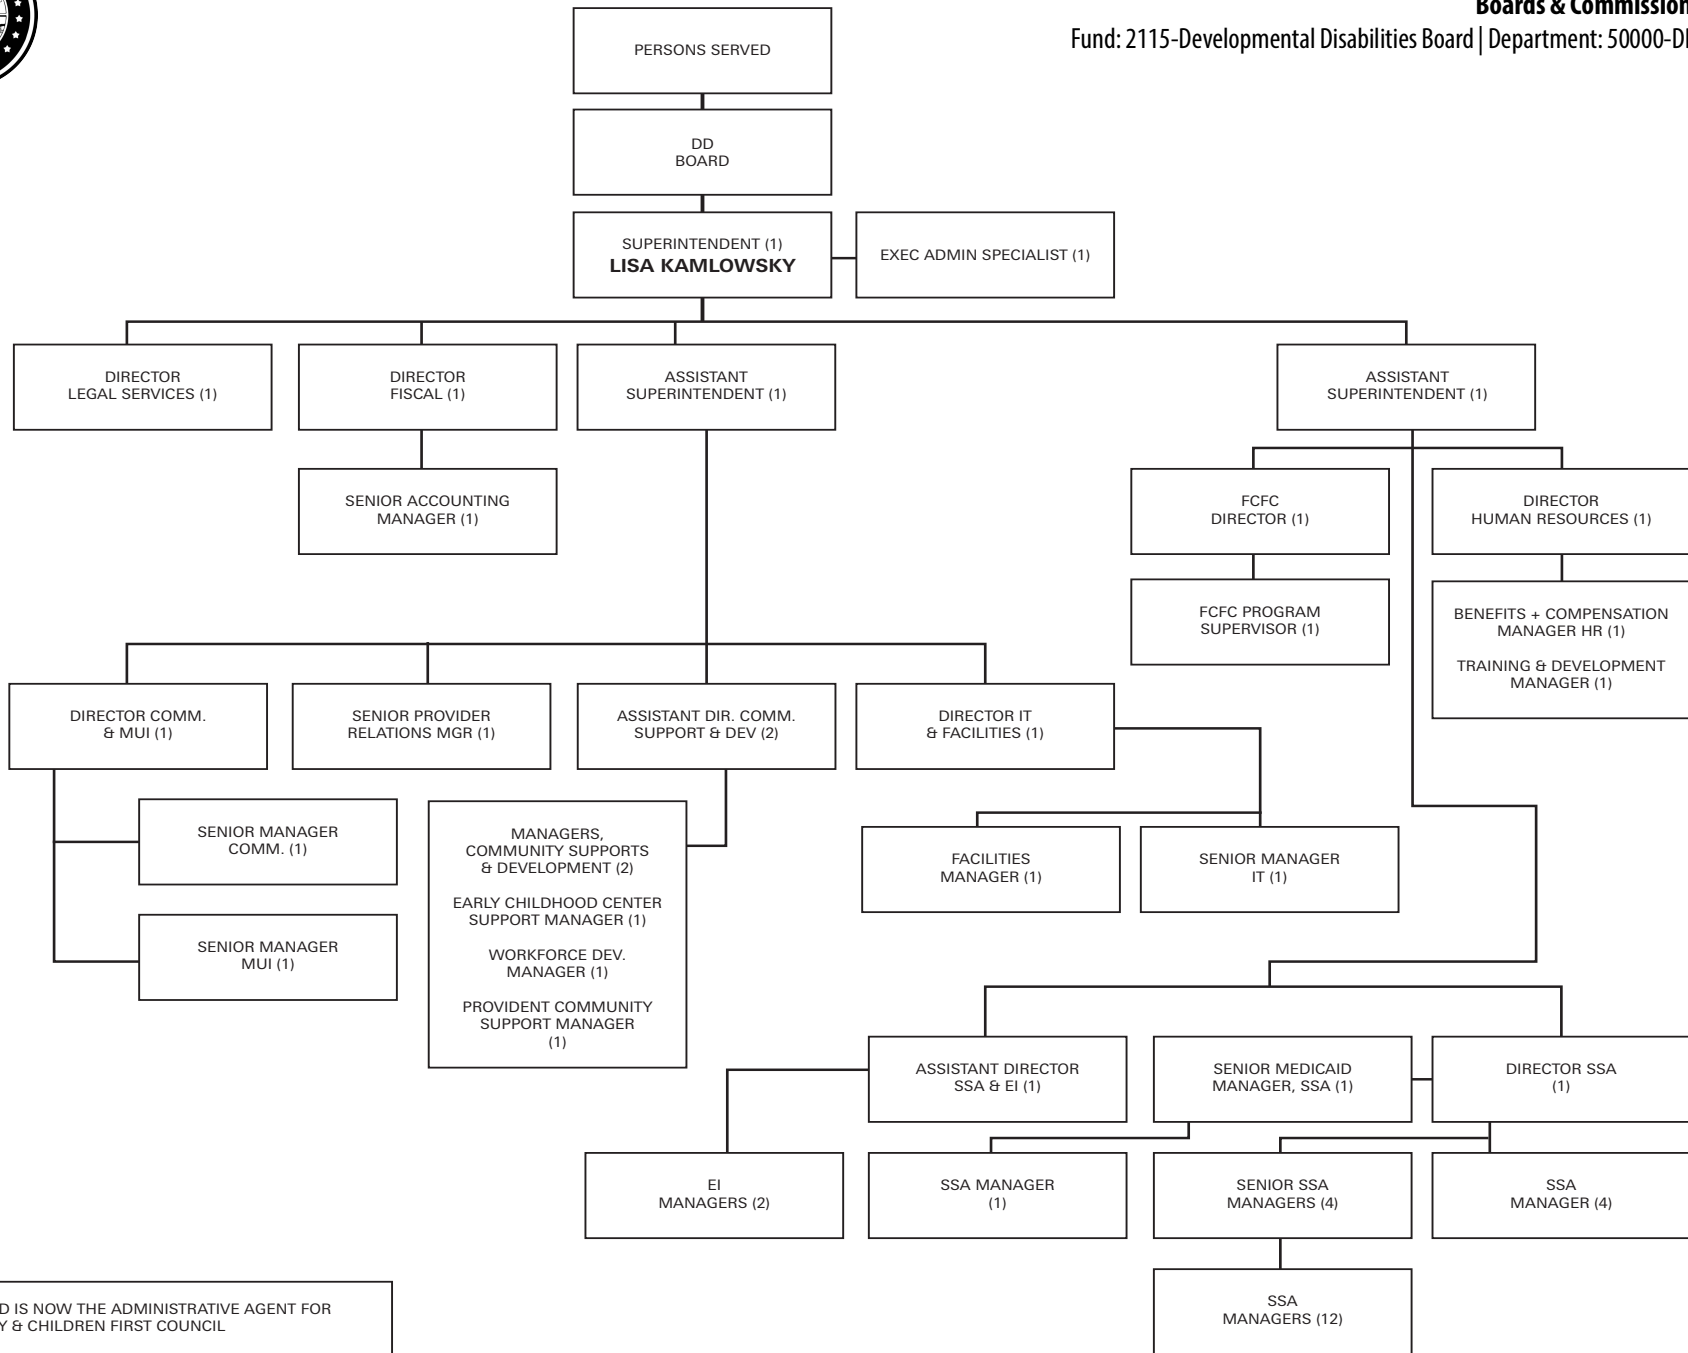 Boards & Commission
Fund: 2115-Developmental Disabilities Board | Department: 50000-D
PERSONS SERVED
DD
BOARD
SUPERINTENDENT (1)
LISA KAMLOWSKY
EXEC ADMIN SPECIALIST (1)
DIRECTOR
LEGAL SERVICES (1)
DIRECTOR
FISCAL (1)
ASSISTANT
SUPERINTENDENT (1)
ASSISTANT
SUPERINTENDENT (1)
SENIOR ACCOUNTING
MANAGER (1)
FCFC
DIRECTOR (1)
DIRECTOR
HUMAN RESOURCES (1)
FCFC PROGRAM
SUPERVISOR (1)
BENEFITS + COMPENSATION
MANAGER HR (1)
TRAINING & DEVELOPMENT
MANAGER (1)
DIRECTOR COMM.
& MUI (1)
SENIOR PROVIDER
RELATIONS MGR (1)
ASSISTANT DIR. COMM.
SUPPORT & DEV (2)
DIRECTOR IT
& FACILITIES (1)
SENIOR MANAGER
COMM. (1)
SENIOR MANAGER
MUI (1)
MANAGERS,
COMMUNITY SUPPORTS
& DEVELOPMENT (2)
EARLY CHILDHOOD CENTER
SUPPORT MANAGER (1)
WORKFORCE DEV.
MANAGER (1)
PROVIDENT COMMUNITY
SUPPORT MANAGER
(1)
FACILITIES
MANAGER (1)
SENIOR MANAGER
IT (1)
ASSISTANT DIRECTOR
SSA & EI (1)
SENIOR MEDICAID
MANAGER, SSA (1)
DIRECTOR SSA
(1)
EI
MANAGERS (2)
SSA MANAGER
(1)
SENIOR SSA
MANAGERS (4)
SSA
MANAGER (4)
SSA
MANAGERS (12)
D IS NOW THE ADMINISTRATIVE AGENT FOR
Y & CHILDREN FIRST COUNCIL